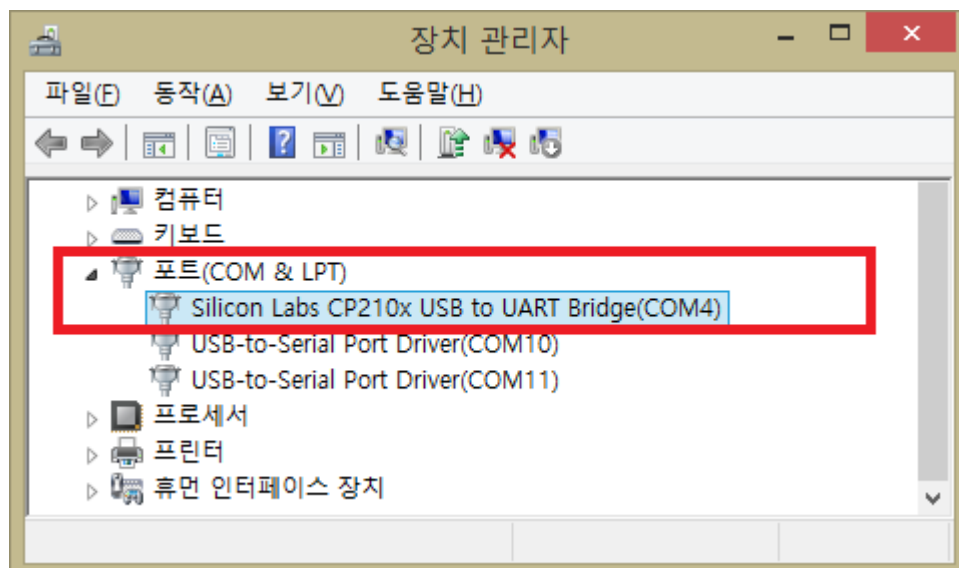 장치 관리자
파일(F) 동작(A) 보기(V) 도움말(H)
컴퓨터
키보드
포트(COM & LPT)
Silicon Labs CP210x USB to UART Bridge(COM4)
USB-to-Serial Port Driver(COM10)
USB-to-Serial Port Driver(COM11)
프로세서
프린터
휴먼 인터페이스 장치